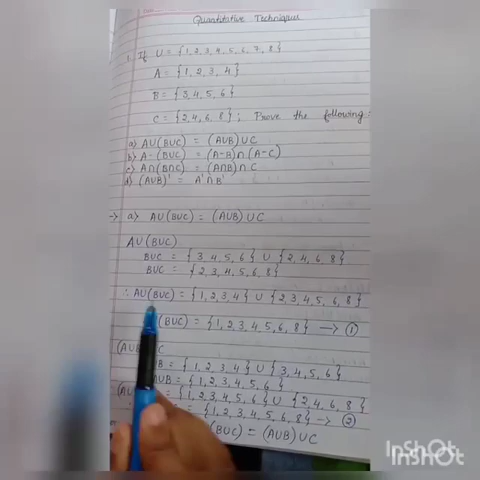 Quantitative Techniques
1. If U = {1, 2, 3, 4, 5, 6, 7, 8}
A = {1, 2, 3, 4}
B = {3, 4, 5, 6}
C = {2, 4, 6, 8} ; Prove the following:
a) AU(BUC) = (AUB)UC
b) A-(BUC) = (A-B)∩(A-C)
c) A∩(B∩C) = (A∩B)∩C
d) (AUB)' = A'∩B'
→ a) AU(BUC) = (AUB)UC
AU(BUC)
BUC = {3, 4, 5, 6} U {2, 4, 6, 8}
BUC = {2, 3, 4, 5, 6, 8}
∴ AU(BUC) = {1, 2, 3, 4} U {2, 3, 4, 5, 6, 8}
(BUC) = {1, 2, 3, 4, 5, 6, 8} → ①
(AU C
B = {1, 2, 3, 4} U {3, 4, 5, 6}
AUB = {1, 2, 3, 4, 5, 6}
(AU = {1, 2, 3, 4, 5, 6} U {2, 4, 6, 8}
= {1, 2, 3, 4, 5, 6, 8} → ②
(BUC) = (AUB)UC
InShOt